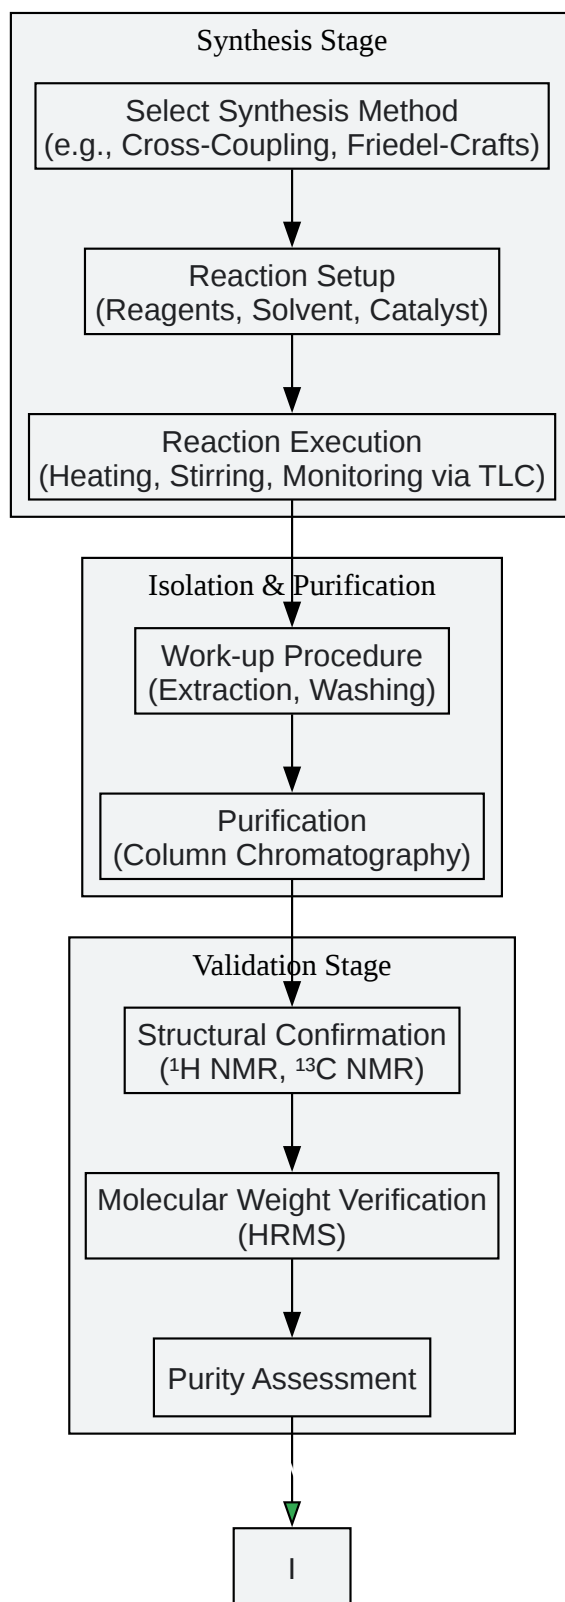 Synthesis Stage
Select Synthesis Method
(e.g., Cross-Coupling, Friedel-Crafts)
Reaction Setup
(Reagents, Solvent, Catalyst)
Reaction Execution
(Heating, Stirring, Monitoring via TLC)
Isolation & Purification
Work-up Procedure
(Extraction, Washing)
Purification
(Column Chromatography)
Validation Stage
Structural Confirmation
(¹H NMR, ¹³C NMR)
Molecular Weight Verification
(HRMS)
Purity Assessment
I